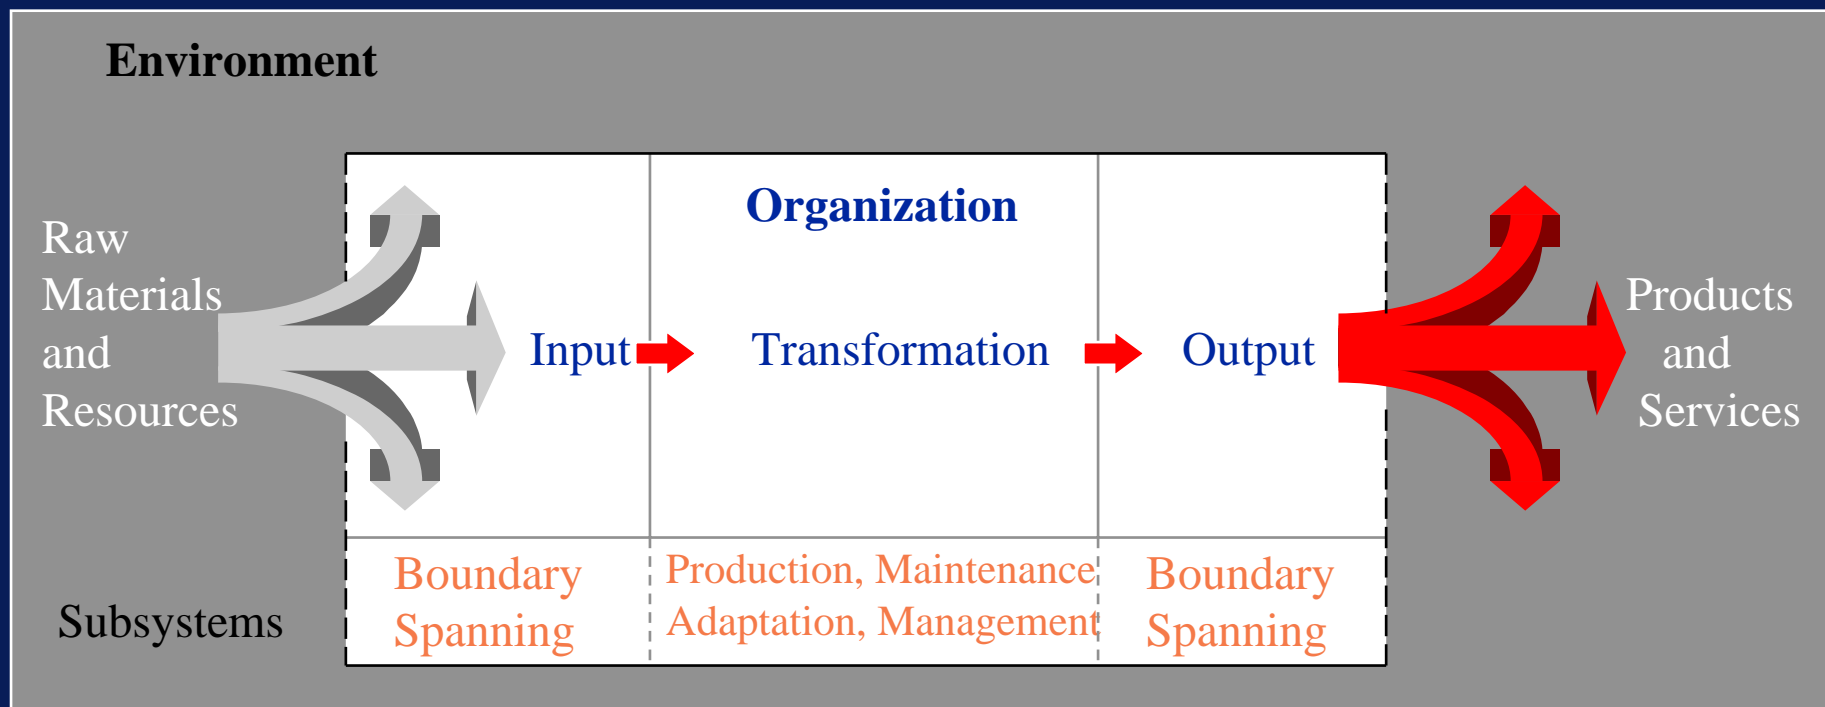 Environment
Organization
Raw
Materials
and
Resources
Input
Transformation
Output
Products
and
Services
Subsystems
Boundary
Spanning
Production, Maintenance
Adaptation, Management
Boundary
Spanning